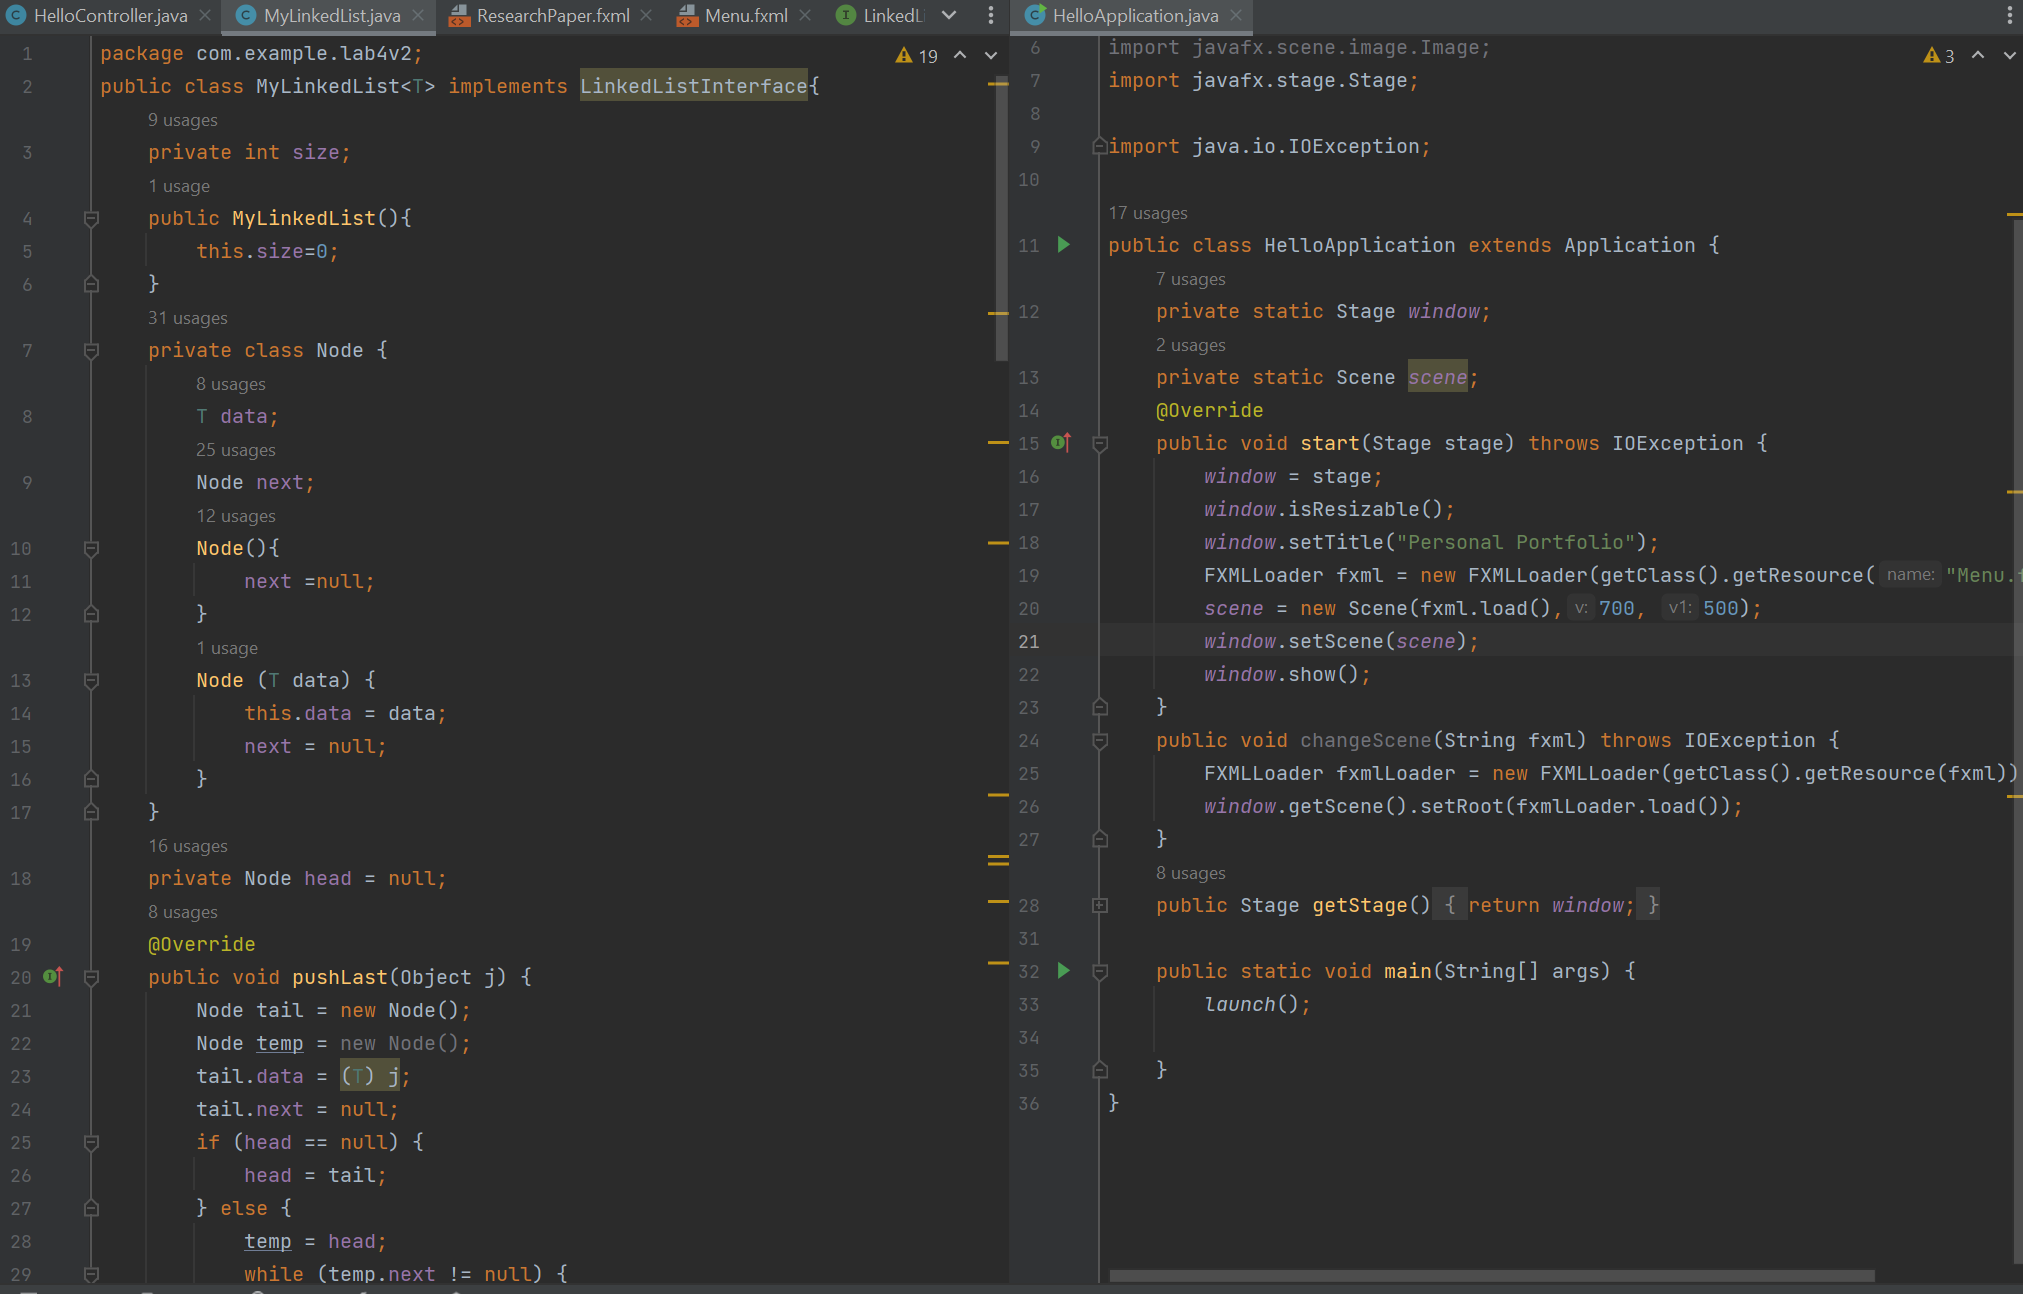 HelloController.java
MyLinkedList.java
ResearchPaper.fxml
Menu.fxml
LinkedLi
19
1 package com.example.lab4v2;
2 public class MyLinkedList<T> implements LinkedListInterface{
9 usages
3 private int size;
1 usage
4 public MyLinkedList(){
5 this.size=0;
6 }
31 usages
7 private class Node {
8 usages
8 T data;
25 usages
9 Node next;
12 usages
10 Node(){
11 next =null;
12 }
1 usage
13 Node (T data) {
14 this.data = data;
15 next = null;
16 }
17 }
16 usages
18 private Node head = null;
8 usages
19 @Override
20 public void pushLast(Object j) {
21 Node tail = new Node();
22 Node temp = new Node();
23 tail.data = (T) j;
24 tail.next = null;
25 if (head == null) {
26 head = tail;
27 } else {
28 temp = head;
29 while (temp.next != null) {
HelloApplication.java
3
6 import javafx.scene.image.Image;
7 import javafx.stage.Stage;
8
9 import java.io.IOException;
10
17 usages
11 public class HelloApplication extends Application {
7 usages
12 private static Stage window;
2 usages
13 private static Scene scene;
14 @Override
15 public void start(Stage stage) throws IOException {
16 window = stage;
17 window.isResizable();
18 window.setTitle("Personal Portfolio");
19 FXMLLoader fxml = new FXMLLoader(getClass().getResource( name: "Menu.
20 scene = new Scene(fxml.load(), v: 700, v1: 500);
21 window.setScene(scene);
22 window.show();
23 }
24 public void changeScene(String fxml) throws IOException {
25 FXMLLoader fxmlLoader = new FXMLLoader(getClass().getResource(fxml))
26 window.getScene().setRoot(fxmlLoader.load());
27 }
8 usages
28 public Stage getStage() { return window; }
31
32 public static void main(String[] args) {
33 launch();
34
35 }
36 }